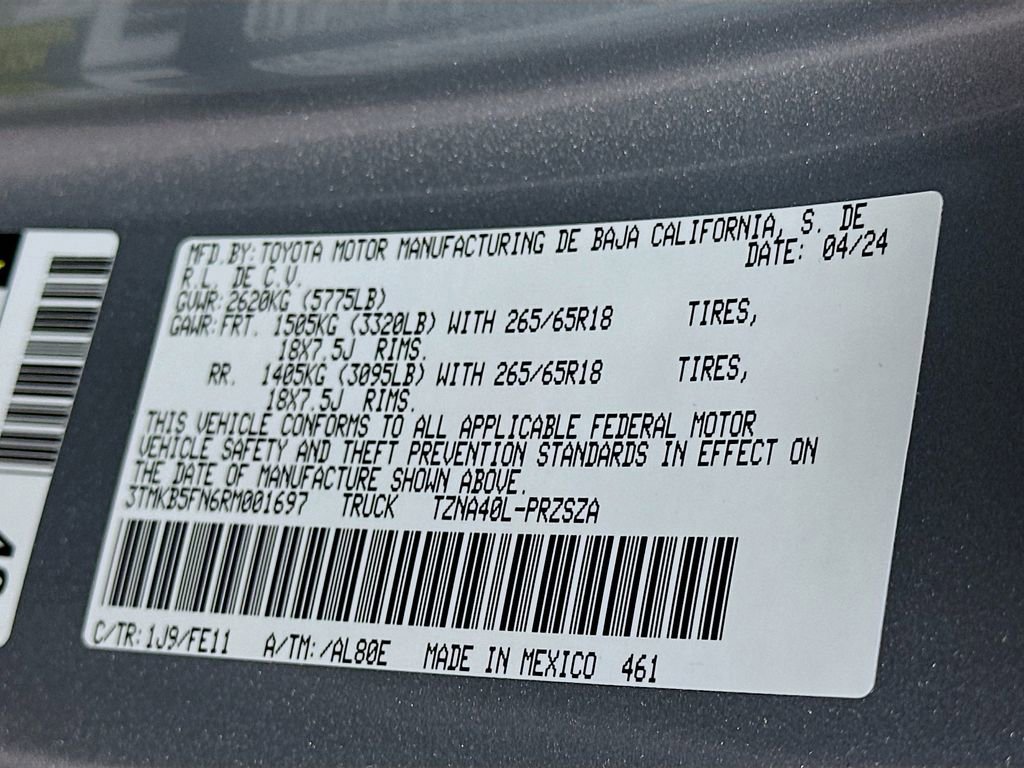 MFD. BY: TOYOTA MOTOR MANUFACTURING DE BAJA CALIFORNIA, S. DE
R.L. DE C.V. DATE: 04/24
GVWR: 2620KG (5775LB)
GAWR: FRT. 1505KG (3320LB) WITH 265/65R18 TIRES,
18X7.5J RIMS.
RR. 1405KG (3095LB) WITH 265/65R18 TIRES,
18X7.5J RIMS.
THIS VEHICLE CONFORMS TO ALL APPLICABLE FEDERAL MOTOR
VEHICLE SAFETY AND THEFT PREVENTION STANDARDS IN EFFECT ON
THE DATE OF MANUFACTURE SHOWN ABOVE.
3TMKB5FN6RM001697 TRUCK TZNA40L-PRZSZA
C/TR: 1J9/FE11 A/TM: /AL80E MADE IN MEXICO 461